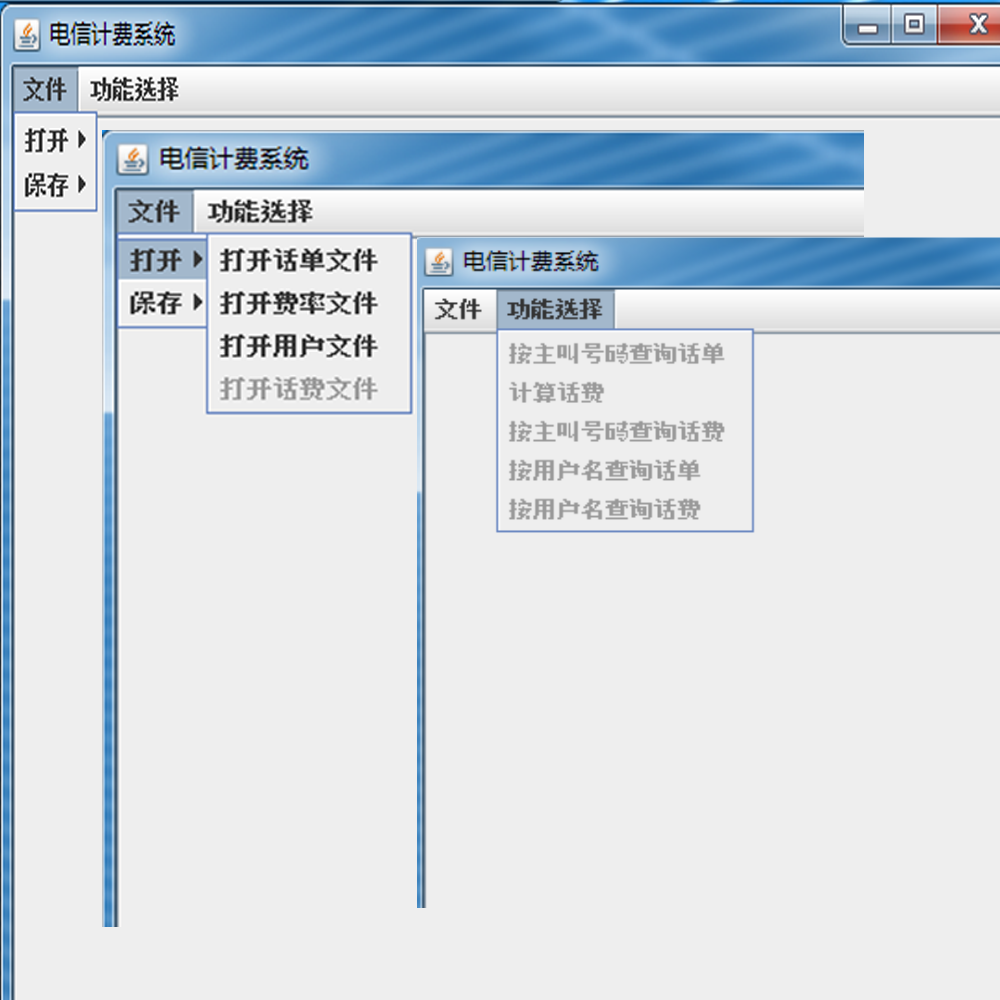 电信计费系统
文件 功能选择
打开
保存
电信计费系统
文件 功能选择
打开
保存
打开话单文件
打开费率文件
打开用户文件
打开话费文件
电信计费系统
文件 功能选择
按主叫号码查询话单
计算话费
按主叫号码查询话费
按用户名查询话单
按用户名查询话费